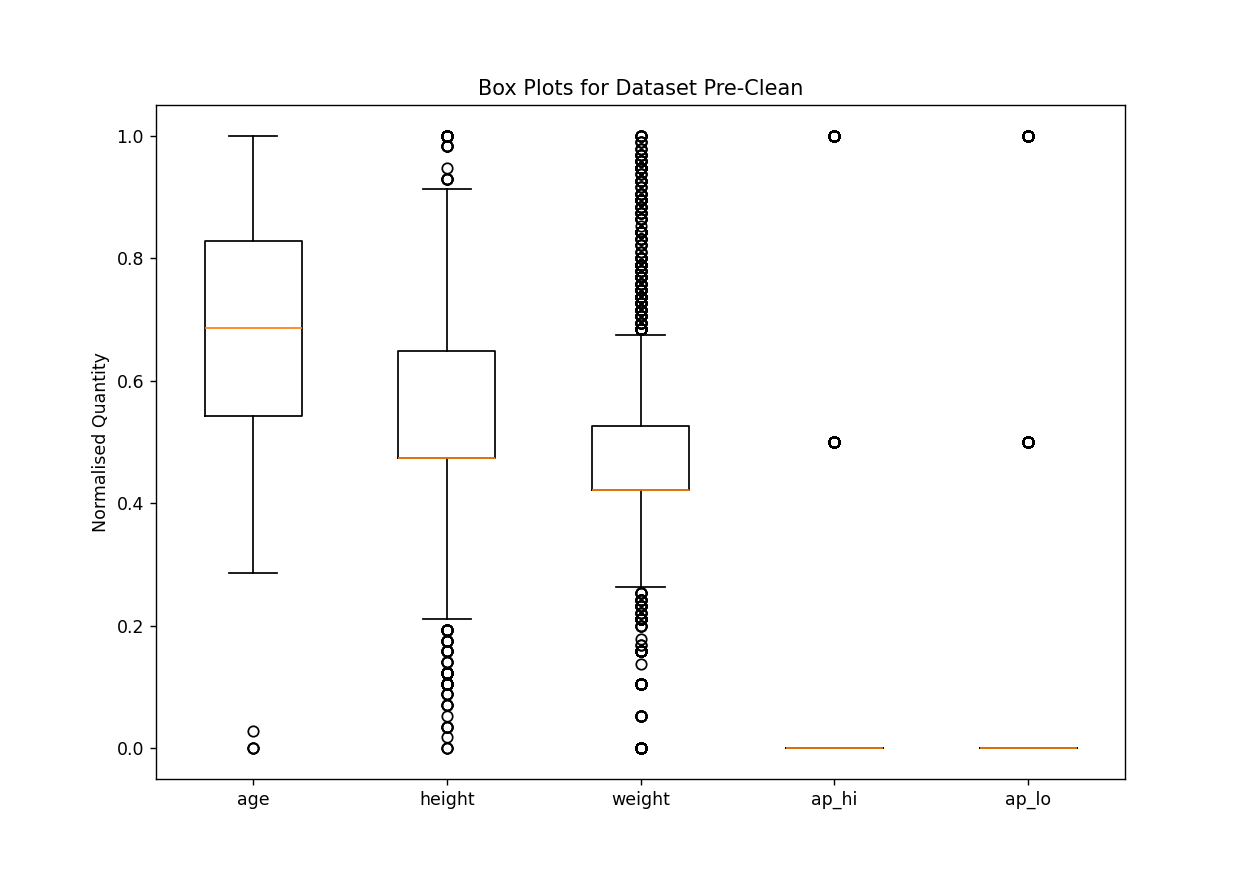 Box Plots for Dataset Pre-Clean
Normalised Quantity
1.0
0.8
0.6
0.4
0.2
0.0
age height weight ap_hi ap_lo